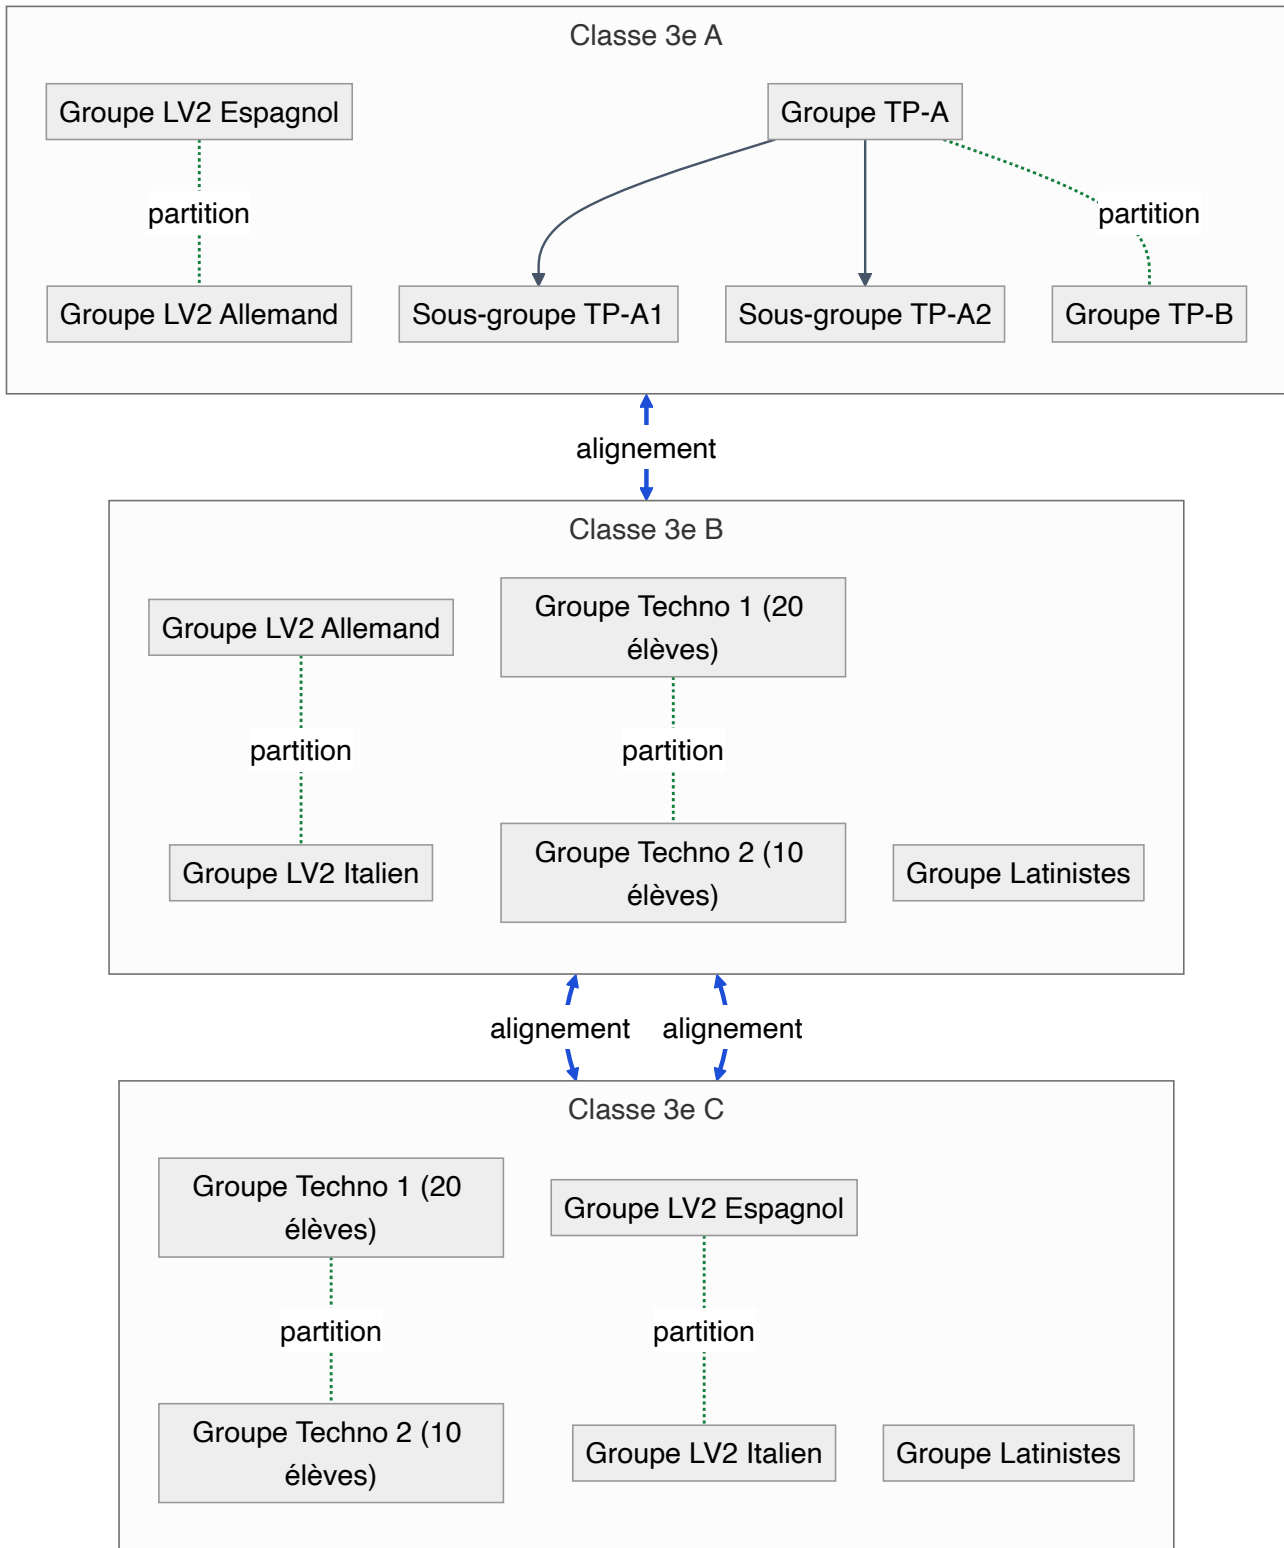 Classe 3e A
Groupe LV2 Espagnol
Groupe TP-A
partition
partition
Groupe LV2 Allemand
Sous-groupe TP-A1
Sous-groupe TP-A2
Groupe TP-B
alignement
Classe 3e B
Groupe LV2 Allemand
Groupe Techno 1 (20
élèves)
partition
partition
Groupe LV2 Italien
Groupe Techno 2 (10
élèves)
Groupe Latinistes
alignement
alignement
Classe 3e C
Groupe Techno 1 (20
élèves)
Groupe LV2 Espagnol
partition
partition
Groupe Techno 2 (10
élèves)
Groupe LV2 Italien
Groupe Latinistes